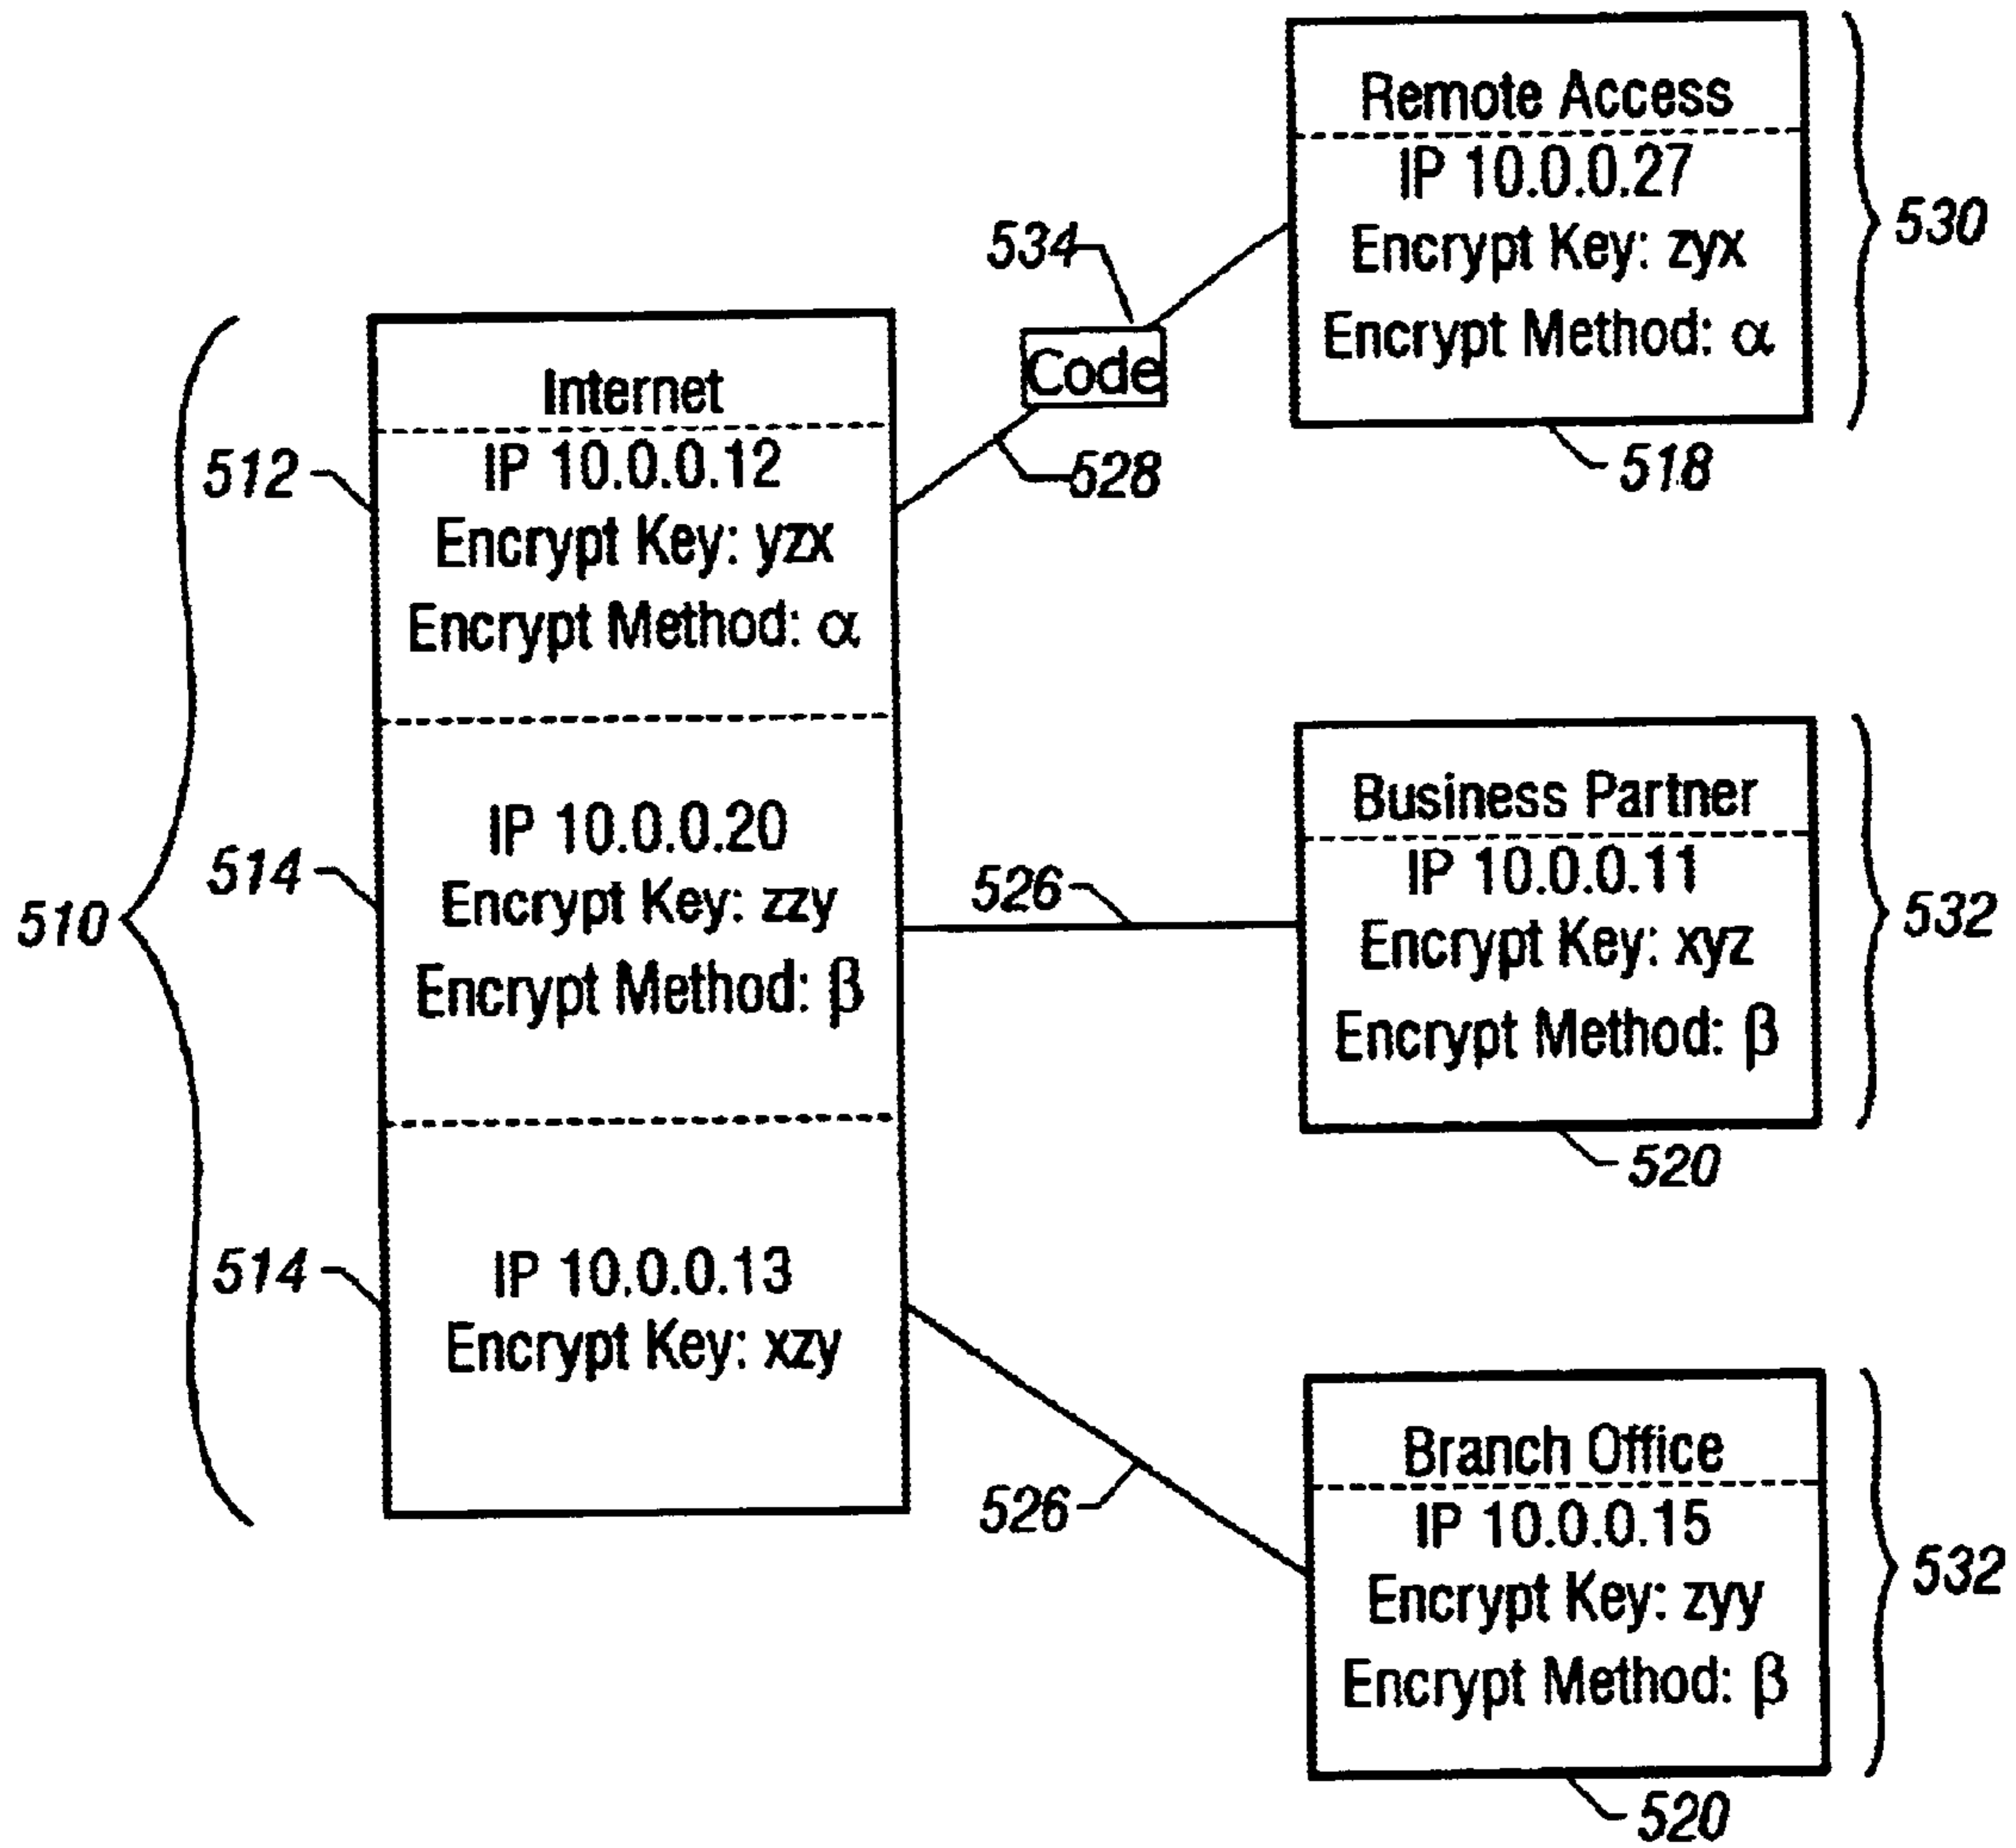 Remote Access
IP 10.0.0.27
Encrypt Key: zyx
Encrypt Method: α
530
518
534
Code
528
510
512
Internet
IP 10.0.0.12
Encrypt Key: yzx
Encrypt Method: α
514
IP 10.0.0.20
Encrypt Key: zzy
Encrypt Method: β
526
Business Partner
IP 10.0.0.11
Encrypt Key: xyz
Encrypt Method: β
532
520
514
IP 10.0.0.13
Encrypt Key: xzy
526
Branch Office
IP 10.0.0.15
Encrypt Key: zyy
Encrypt Method: β
532
520